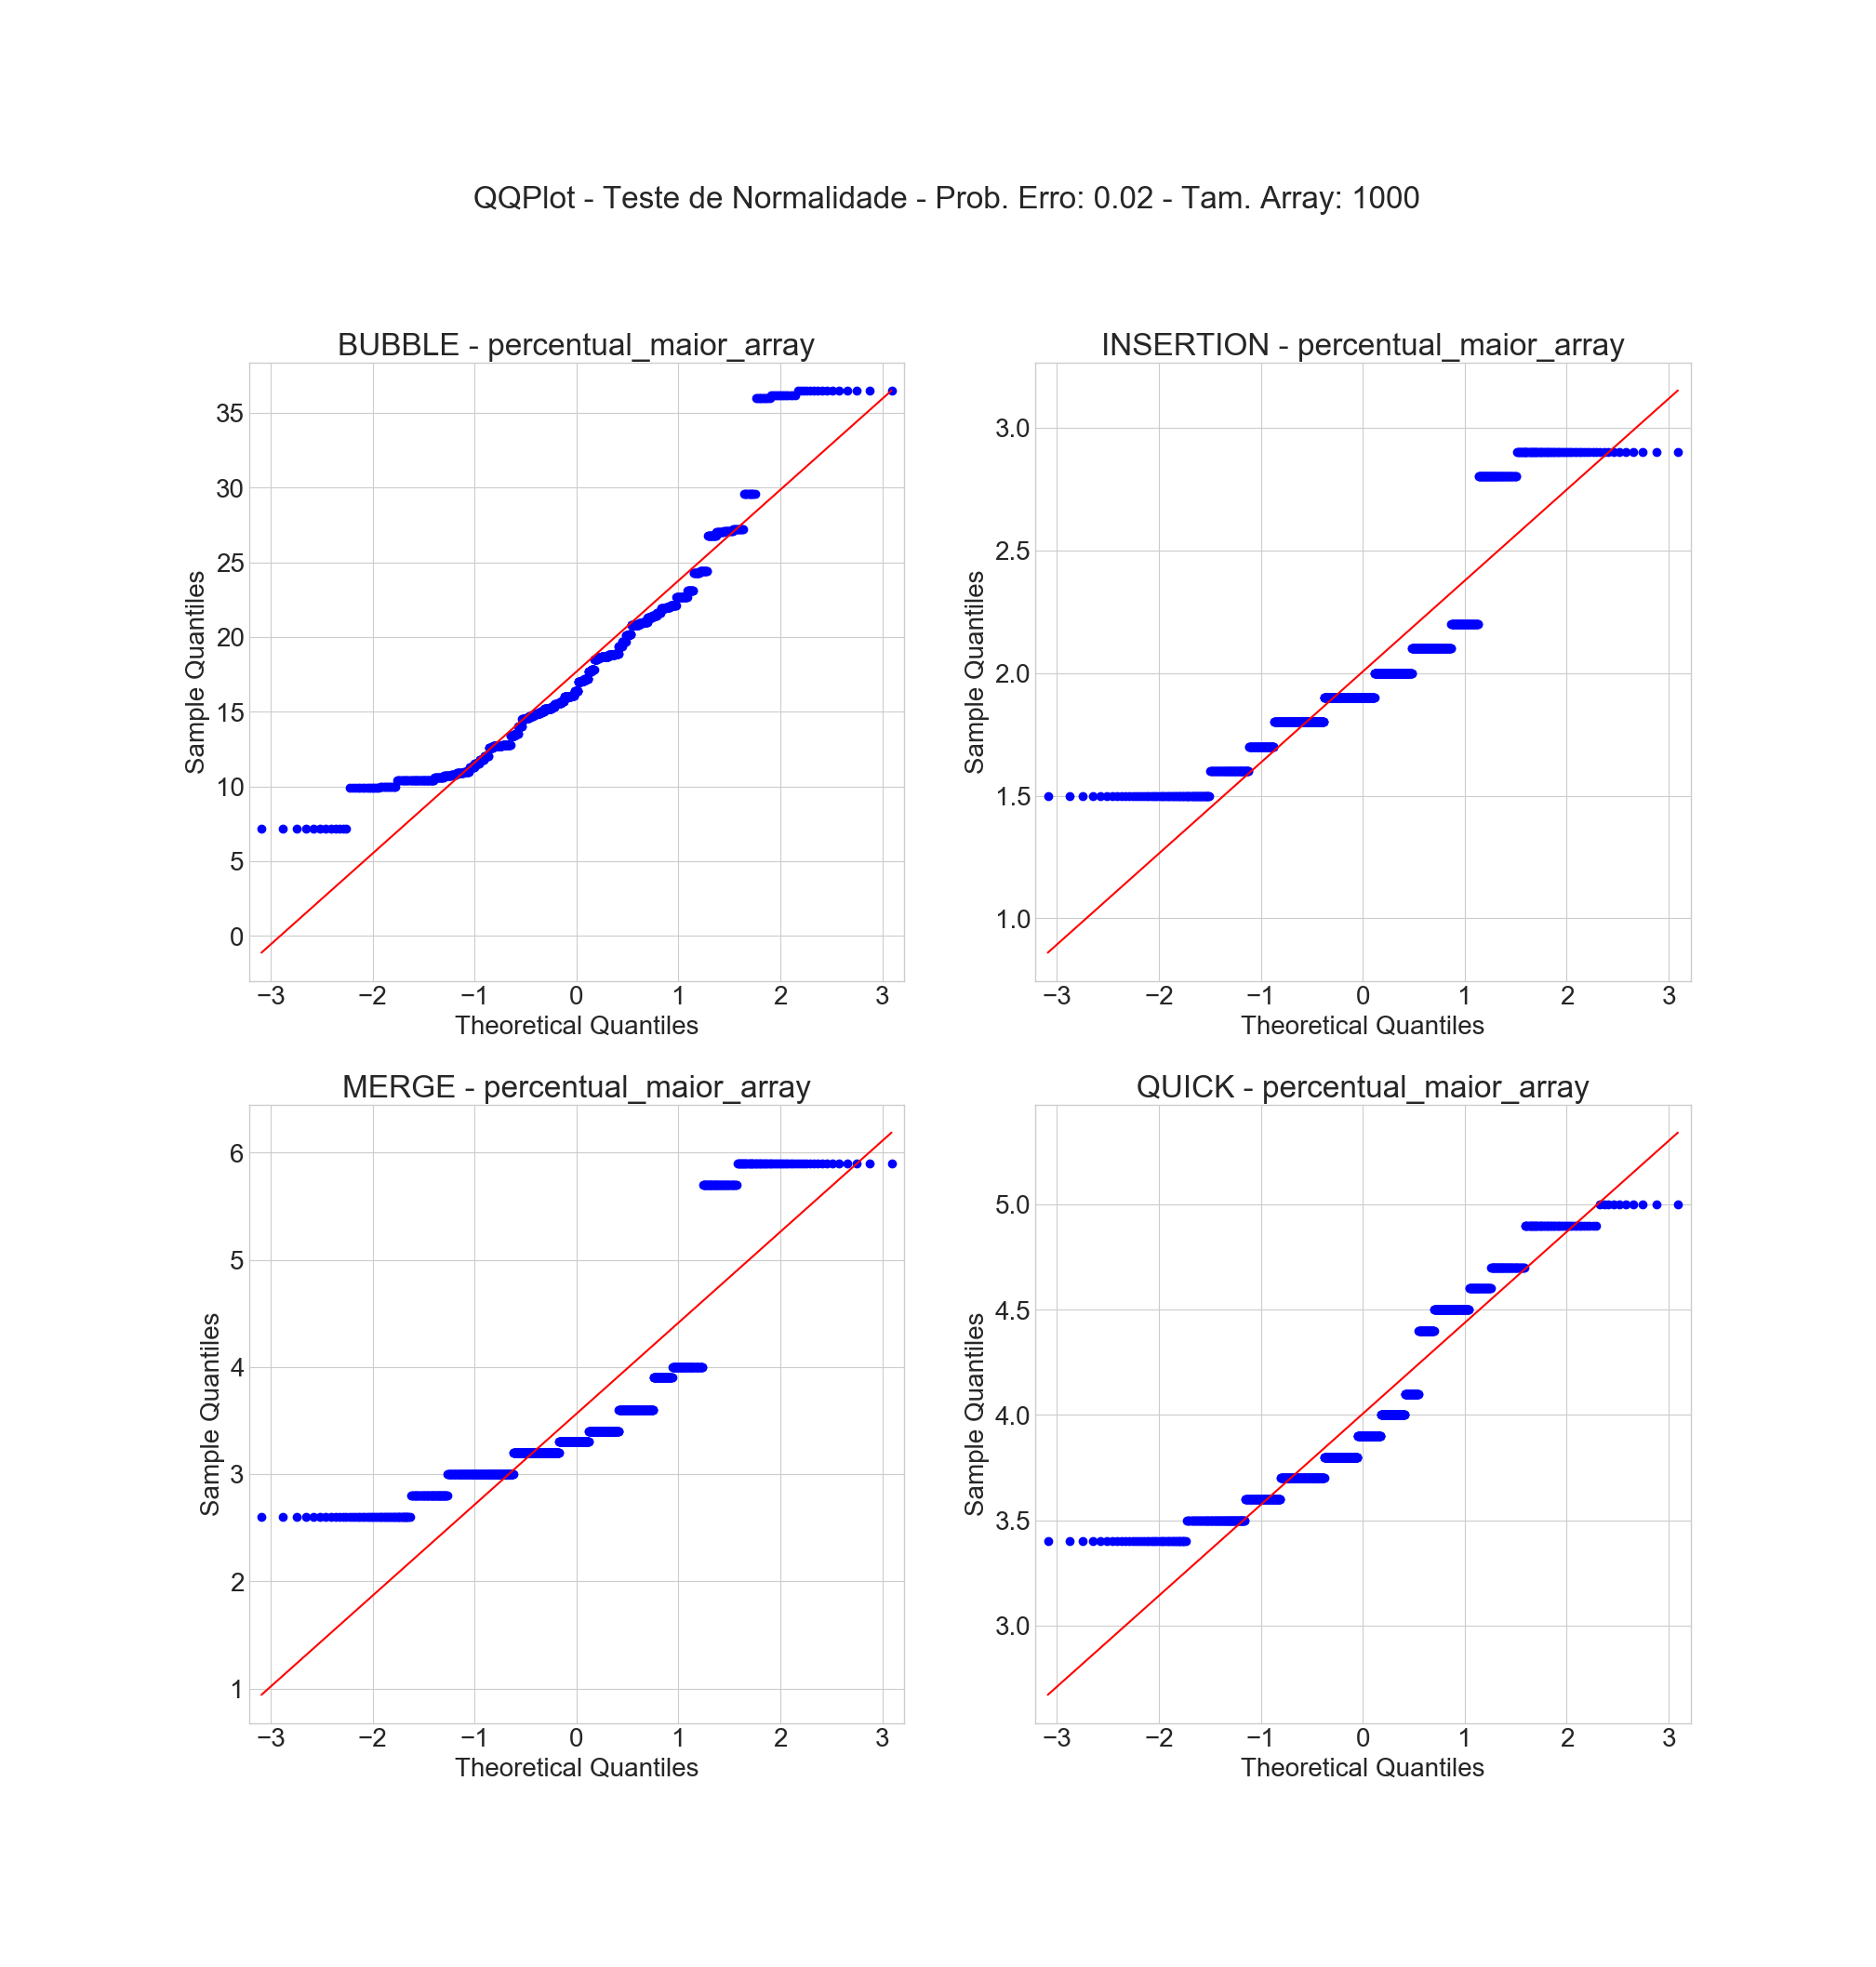 QQPlot - Teste de Normalidade - Prob. Erro: 0.02 - Tam. Array: 1000
BUBBLE - percentual_maior_array
Sample Quantiles
35
30
25
20
15
10
5
0
−3 −2 −1 0 1 2 3
Theoretical Quantiles
INSERTION - percentual_maior_array
Sample Quantiles
3.0
2.5
2.0
1.5
1.0
−3 −2 −1 0 1 2 3
Theoretical Quantiles
MERGE - percentual_maior_array
Sample Quantiles
6
5
4
3
2
1
−3 −2 −1 0 1 2 3
Theoretical Quantiles
QUICK - percentual_maior_array
Sample Quantiles
5.0
4.5
4.0
3.5
3.0
−3 −2 −1 0 1 2 3
Theoretical Quantiles